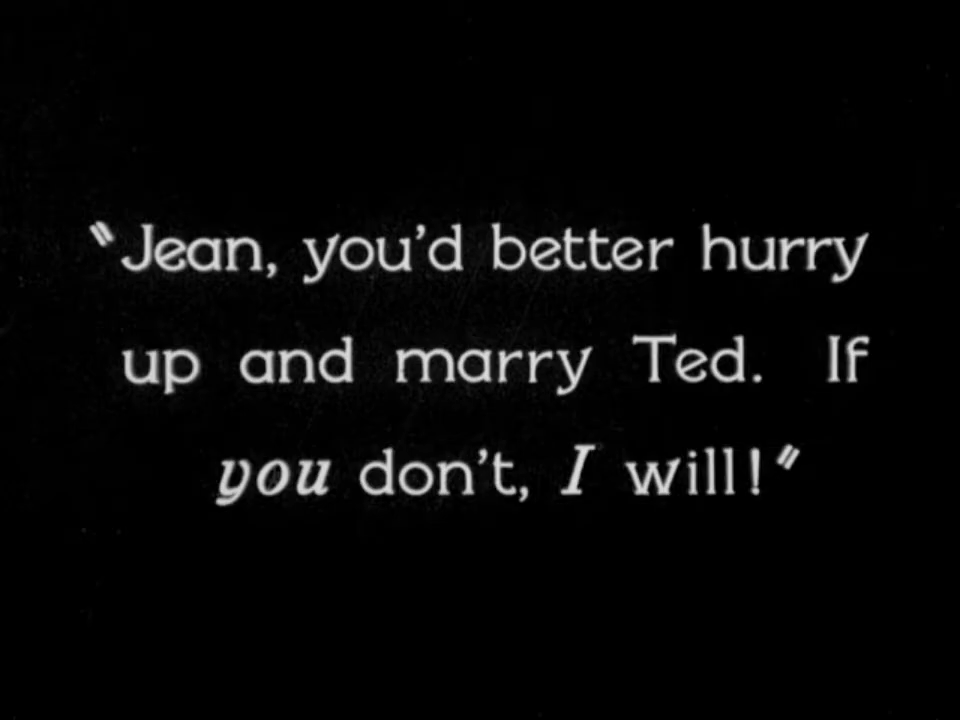 "Jean, you'd better hurry
up and marry Ted. If
you don't, I will!"